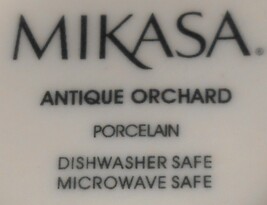 MIKASA®
ANTIQUE ORCHARD
PORCELAIN
DISHWASHER SAFE
MICROWAVE SAFE